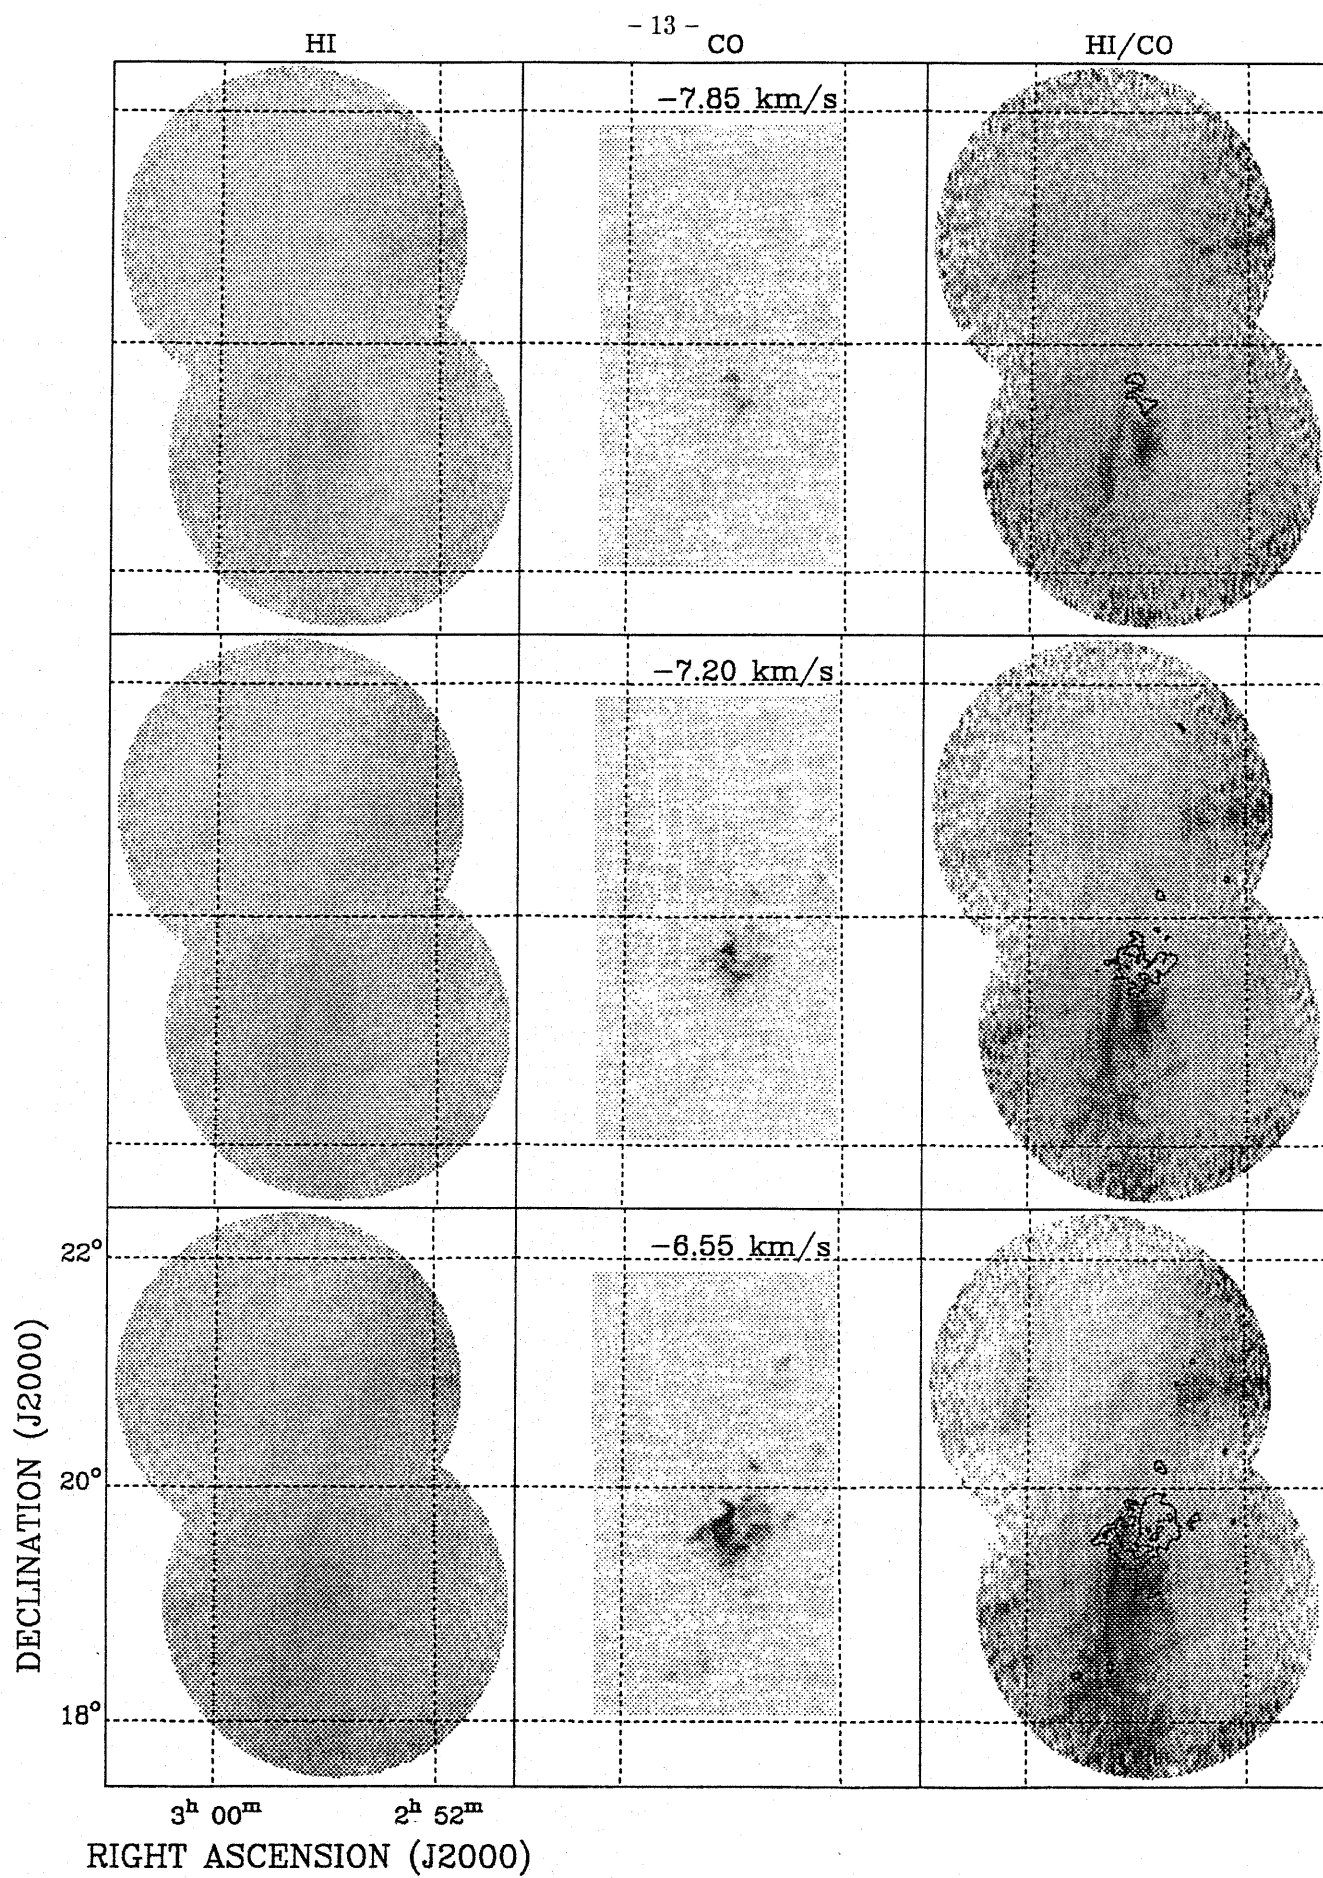 – 13 –
HI CO HI/CO
−7.85 km/s
−7.20 km/s
−6.55 km/s
22°
20°
18°
DECLINATION (J2000)
3ʰ 00ᵐ 2ʰ 52ᵐ
RIGHT ASCENSION (J2000)